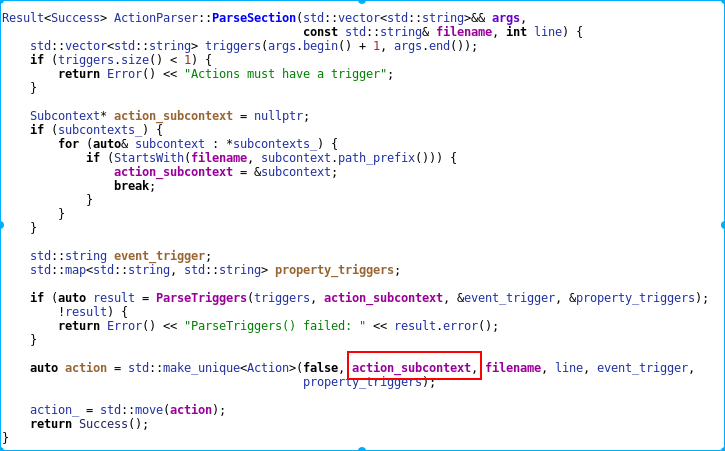 Result<Success> ActionParser::ParseSection(std::vector<std::string>&& args,
                                           const std::string& filename, int line) {
    std::vector<std::string> triggers(args.begin() + 1, args.end());
    if (triggers.size() < 1) {
        return Error() << "Actions must have a trigger";
    }

    Subcontext* action_subcontext = nullptr;
    if (subcontexts_) {
        for (auto& subcontext : *subcontexts_) {
            if (StartsWith(filename, subcontext.path_prefix())) {
                action_subcontext = &subcontext;
                break;
            }
        }
    }

    std::string event_trigger;
    std::map<std::string, std::string> property_triggers;

    if (auto result = ParseTriggers(triggers, action_subcontext, &event_trigger, &property_triggers);
        !result) {
        return Error() << "ParseTriggers() failed: " << result.error();
    }

    auto action = std::make_unique<Action>(false, action_subcontext, filename, line, event_trigger,
                                           property_triggers);

    action_ = std::move(action);
    return Success();
}